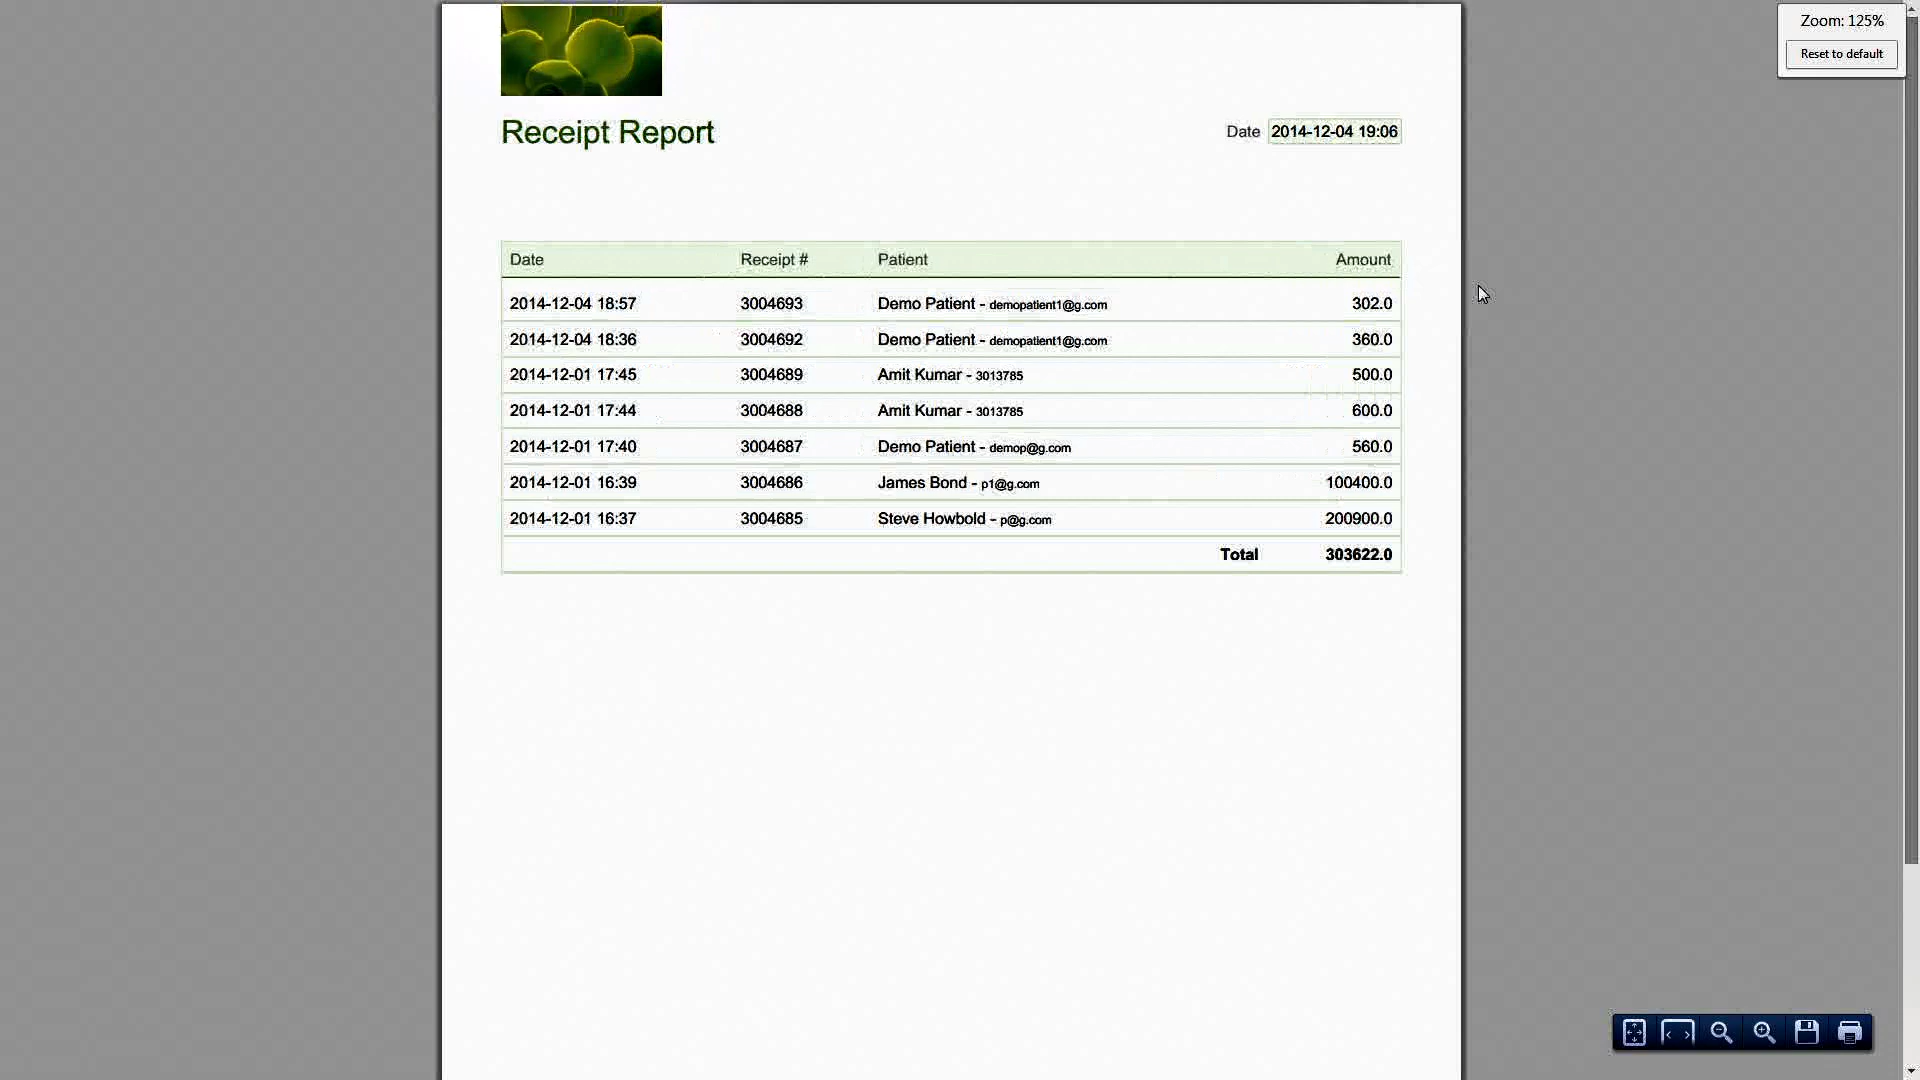 Zoom: 125%
Reset to default
Receipt Report
Date 2014-12-04 19:06
Date Receipt # Patient Amount
2014-12-04 18:57 3004693 Demo Patient - demopatient1@g.com 302.0
2014-12-04 18:36 3004692 Demo Patient - demopatient1@g.com 360.0
2014-12-01 17:45 3004689 Amit Kumar - 3013785 500.0
2014-12-01 17:44 3004688 Amit Kumar - 3013785 600.0
2014-12-01 17:40 3004687 Demo Patient - demop@g.com 560.0
2014-12-01 16:39 3004686 James Bond - p1@g.com 100400.0
2014-12-01 16:37 3004685 Steve Howbold - p@g.com 200900.0
Total 303622.0